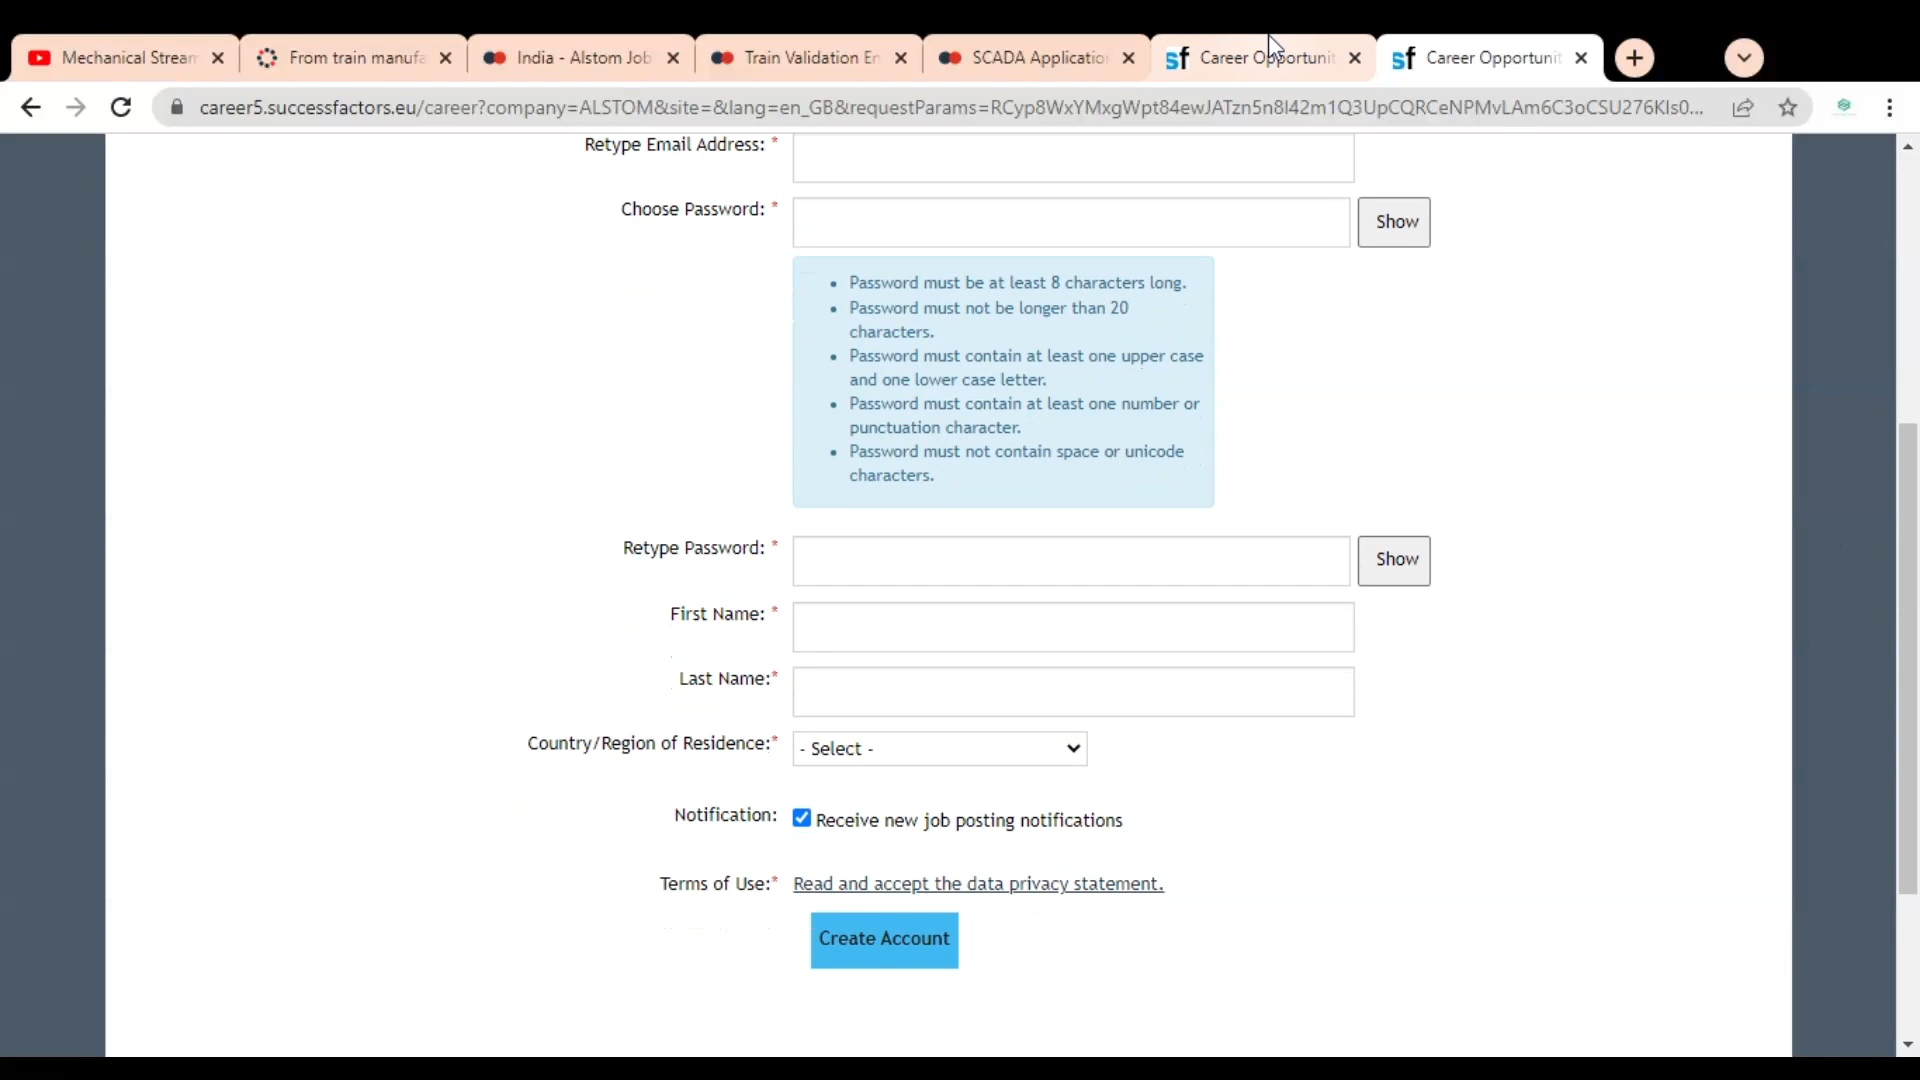 Mechanical Stream
From train manufa
India - Alstom Job
Train Validation En
SCADA Application
sf Career Opportunit
sf Career Opportunit
career5.successfactors.eu/career?company=ALSTOM&site=&lang=en_GB&requestParams=RCyp8WxYMxgWpt84ewJATzn5n8I42m1Q3UpCQRCeNPMvLAm6C3oCSU276KIs0...
Retype Email Address: *
Choose Password: *
Show
• Password must be at least 8 characters long.
• Password must not be longer than 20
characters.
• Password must contain at least one upper case
and one lower case letter.
• Password must contain at least one number or
punctuation character.
• Password must not contain space or unicode
characters.
Retype Password: *
Show
First Name: *
Last Name:*
Country/Region of Residence:*
- Select -
Notification:
Receive new job posting notifications
Terms of Use:*
Read and accept the data privacy statement.
Create Account